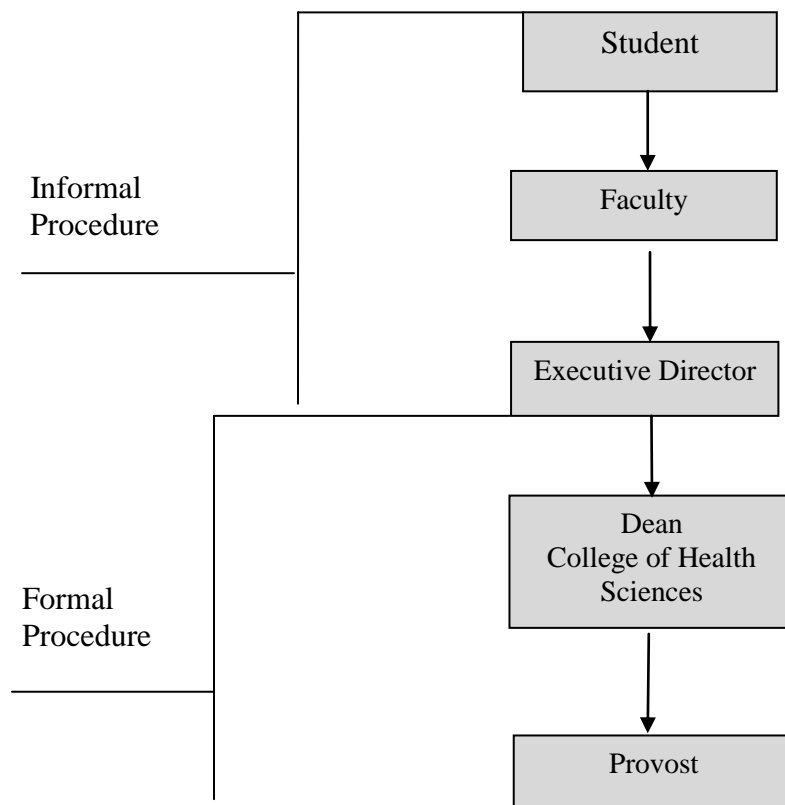 Student
Informal
Procedure
Faculty
Executive Director
Dean
College of Health
Sciences
Formal
Procedure
Provost